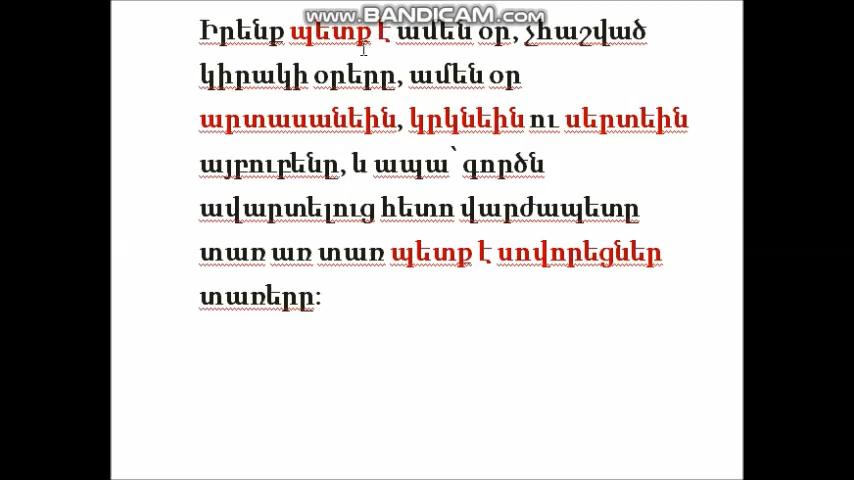 www.BANDICAM.com
Իրենք պետք է ամեն օր, չհաշված
կիրակի օրերը, ամեն օր
արտասանեին, կրկնեին ու սերտեին
այբուբենը, և ապա՝ գործն
ավարտելուց հետո վարժապետը
տառ առ տառ պետք է սովորեցներ
տառերը: